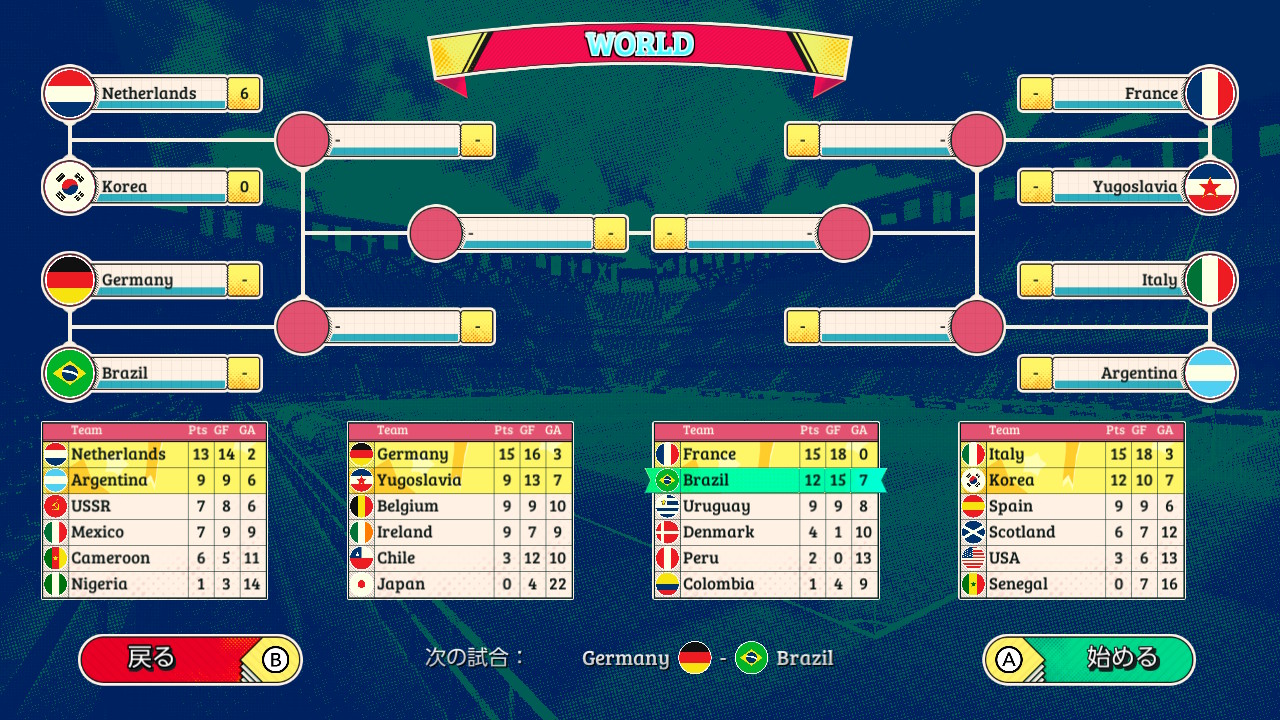 WORLD
Netherlands 6
Korea 0
Germany -
Brazil -
- -
- -
- -
- -
- -
- -
- France
- Yugoslavia
- Italy
- Argentina
Team Pts GF GA
Netherlands 13 14 2
Argentina 9 9 6
USSR 7 8 6
Mexico 7 9 9
Cameroon 6 5 11
Nigeria 1 3 14
Team Pts GF GA
Germany 15 16 3
Yugoslavia 9 13 7
Belgium 9 9 10
Ireland 9 7 9
Chile 3 12 10
Japan 0 4 22
Team Pts GF GA
France 15 18 0
Brazil 12 15 7
Uruguay 9 9 8
Denmark 4 1 10
Peru 2 0 13
Colombia 1 4 9
Team Pts GF GA
Italy 15 18 3
Korea 12 10 7
Spain 9 9 6
Scotland 6 7 12
USA 3 6 13
Senegal 0 7 16
戻る B
次の試合： Germany - Brazil
A 始める